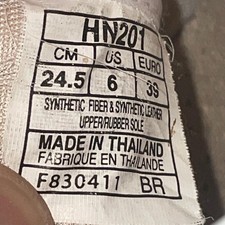 HN201
CM US EURO
24.5 6 39
SYNTHETIC FIBER & SYNTHETIC LEATHER
UPPER/RUBBER SOLE
MADE IN THAILAND
FABRIQUE EN THAILANDE
F830411 BR